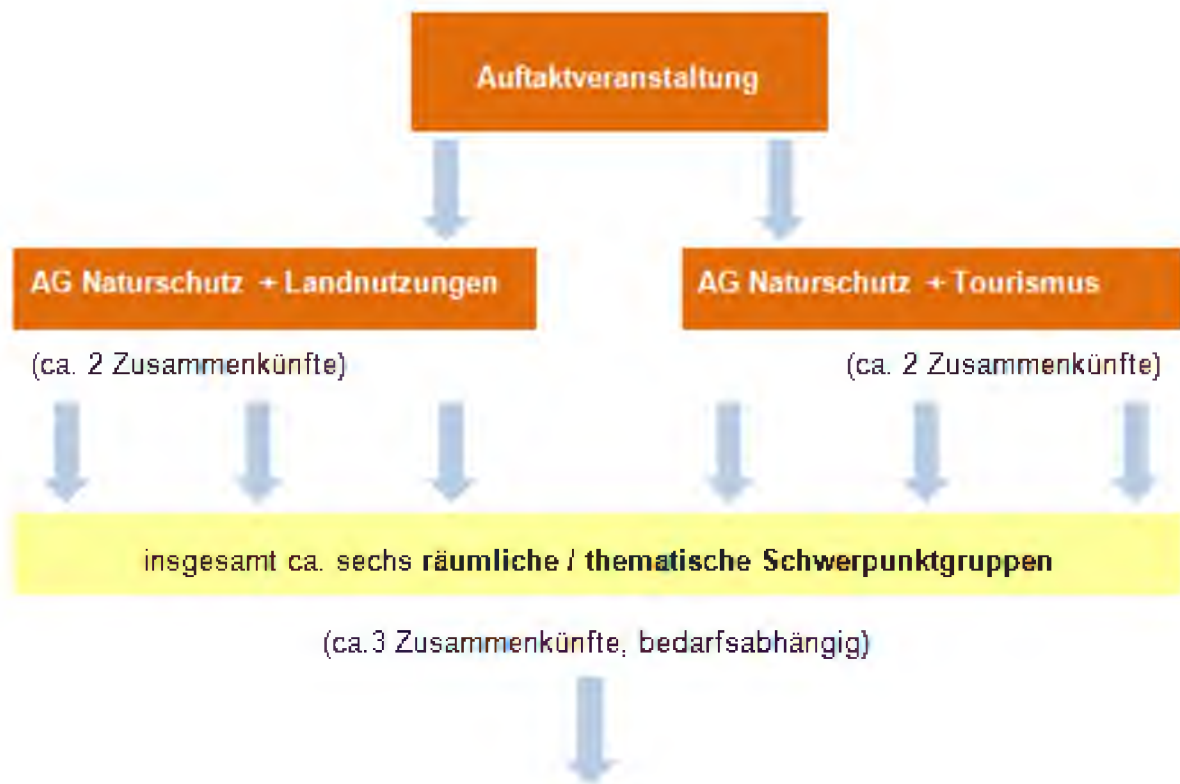 Auftaktveranstaltung
AG Naturschutz + Landnutzungen
AG Naturschutz + Tourismus
(ca. 2 Zusammenkünfte)
(ca. 2 Zusammenkünfte)
insgesamt ca. sechs räumliche / thematische Schwerpunktgruppen
(ca.3 Zusammenkünfte, bedarfsabhängig)